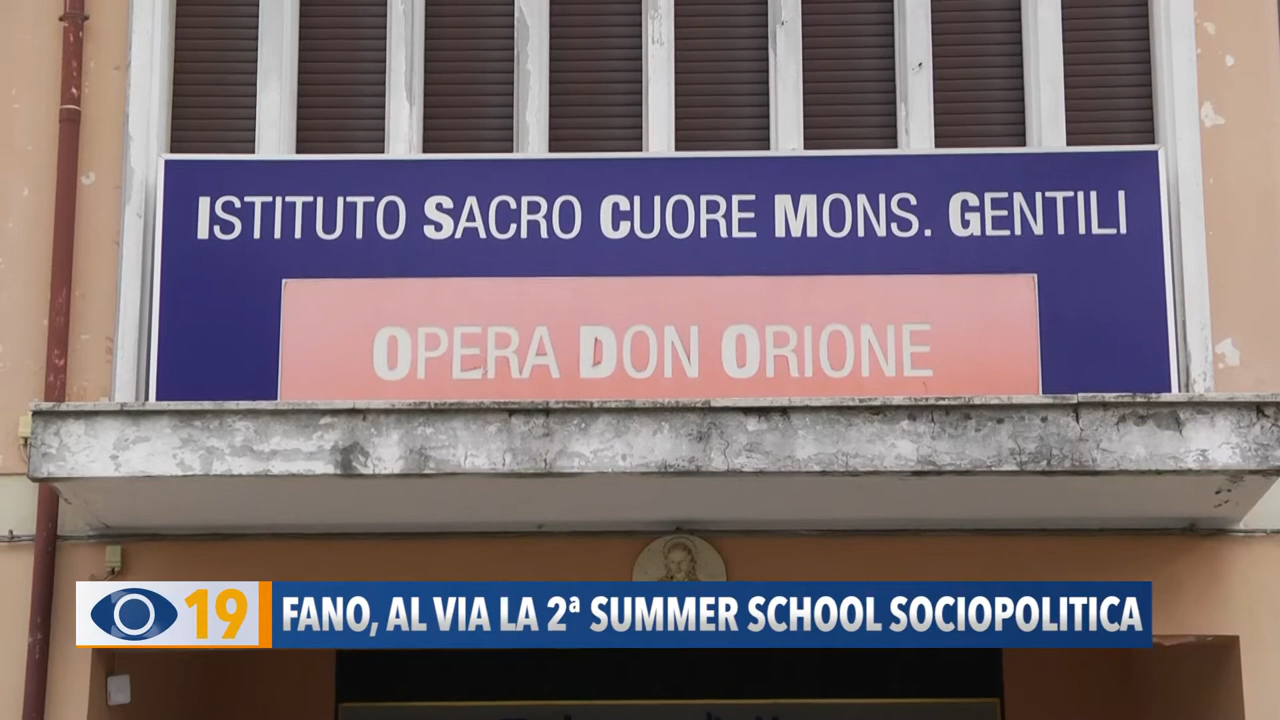 ISTITUTO SACRO CUORE MONS. GENTILI
OPERA DON ORIONE
19 FANO, AL VIA LA 2ª SUMMER SCHOOL SOCIOPOLITICA